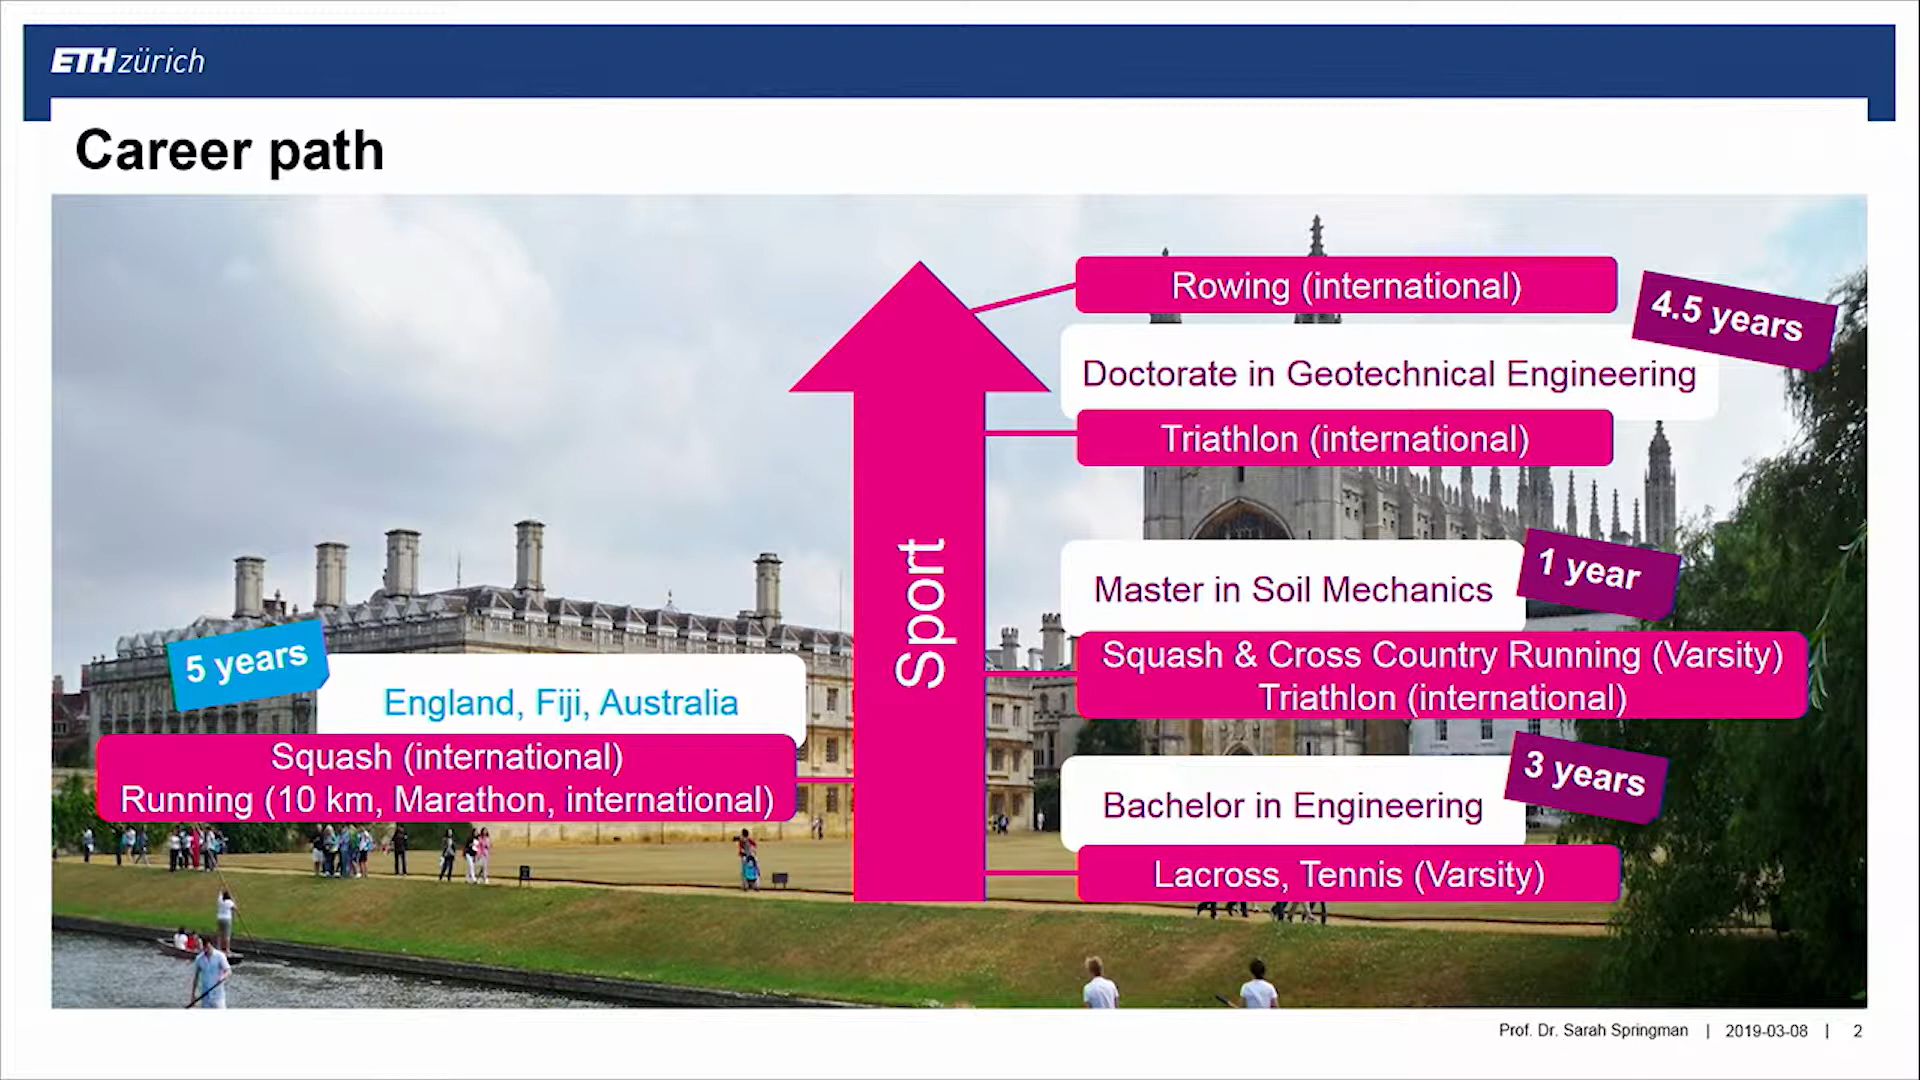 ETH zürich
Career path
Rowing (international)
4.5 years
Doctorate in Geotechnical Engineering
Triathlon (international)
Sport
1 year
Master in Soil Mechanics
Squash & Cross Country Running (Varsity)
Triathlon (international)
5 years
England, Fiji, Australia
Squash (international)
Running (10 km, Marathon, international)
3 years
Bachelor in Engineering
Lacross, Tennis (Varsity)
Prof. Dr. Sarah Springman | 2019-03-08 | 2